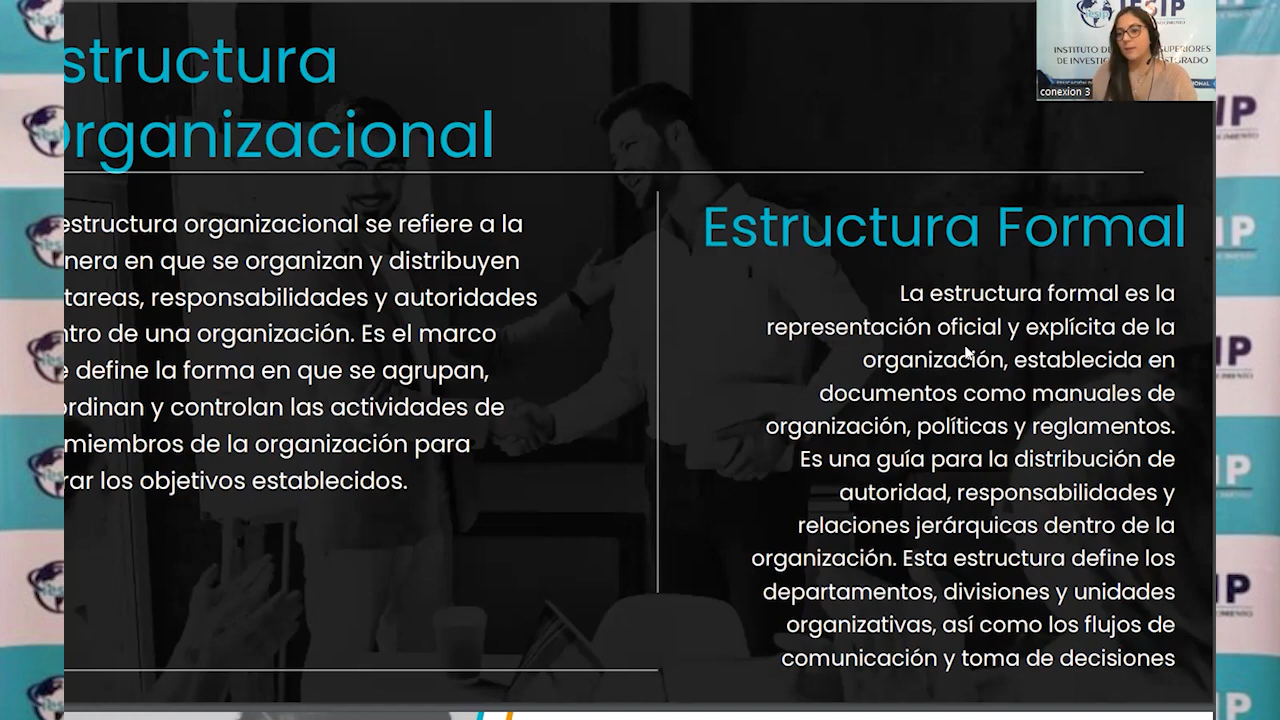 structura
Organizacional
estructura organizacional se refiere a la
nera en que se organizan y distribuyen
tareas, responsabilidades y autoridades
ntro de una organización. Es el marco
e define la forma en que se agrupan,
ordinan y controlan las actividades de
miembros de la organización para
rar los objetivos establecidos.
Estructura Formal
La estructura formal es la
representación oficial y explícita de la
organización, establecida en
documentos como manuales de
organización, políticas y reglamentos.
Es una guía para la distribución de
autoridad, responsabilidades y
relaciones jerárquicas dentro de la
organización. Esta estructura define los
departamentos, divisiones y unidades
organizativas, así como los flujos de
comunicación y toma de decisiones
IESIP
INSTITUTO DE SUPERIORES
DE INVESTIG
conexion 3